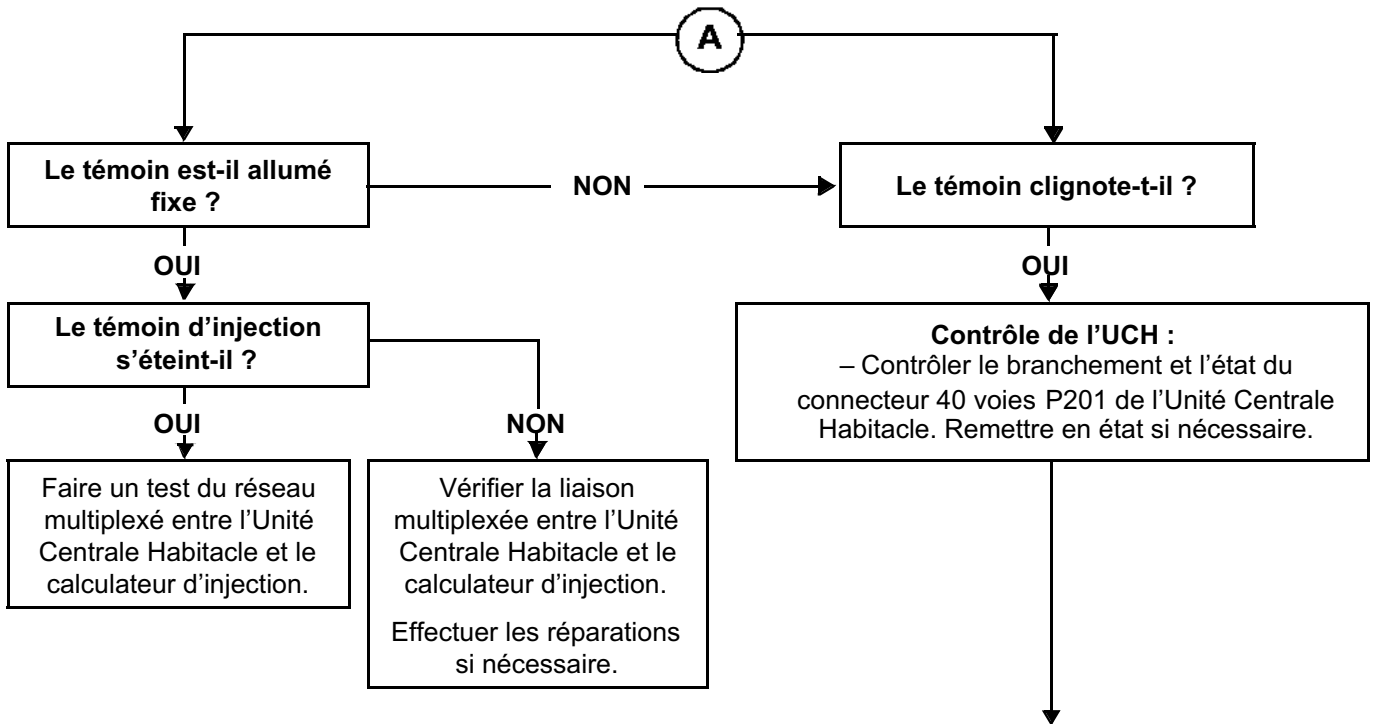 A
Le témoin est-il allumé
fixe ?
NON
Le témoin clignote-t-il ?
OUI
OUI
Le témoin d’injection
s’éteint-il ?
Contrôle de l’UCH :
– Contrôler le branchement et l’état du
connecteur 40 voies P201 de l’Unité Centrale
Habitacle. Remettre en état si nécessaire.
OUI
NON
Faire un test du réseau
multiplexé entre l’Unité
Centrale Habitacle et le
calculateur d’injection.
Vérifier la liaison
multiplexée entre l’Unité
Centrale Habitacle et le
calculateur d’injection.
Effectuer les réparations
si nécessaire.